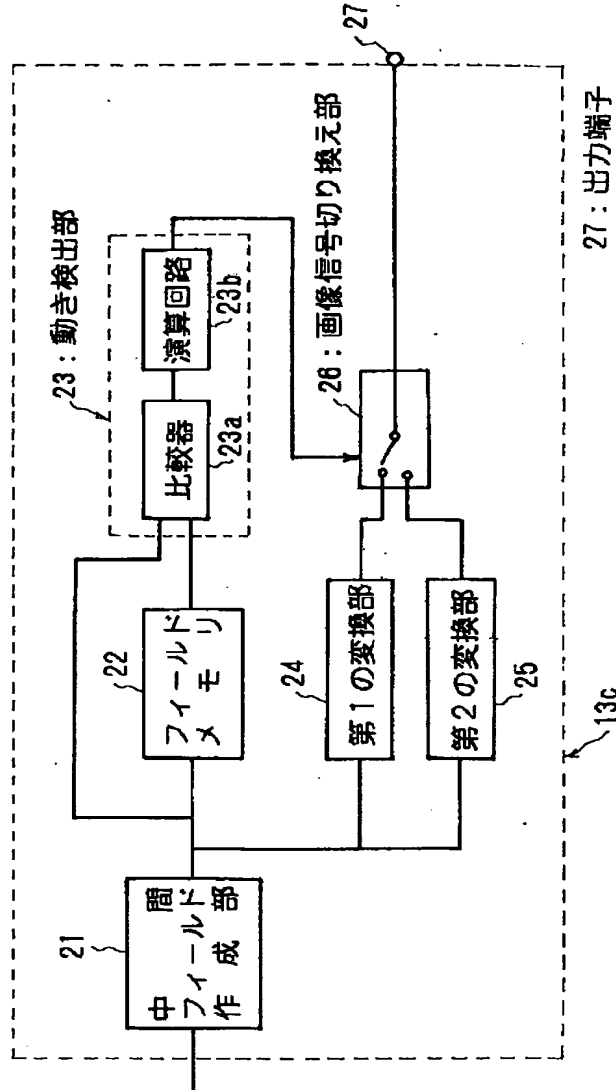 21
中間
フィールド
作成部
22
フィールド
メモリ
23：動き検出部
比較器
23a
演算回路
23b
24
第1の変換部
第2の変換部
25
26：画像信号切り換え部
27
13c
27：出力端子